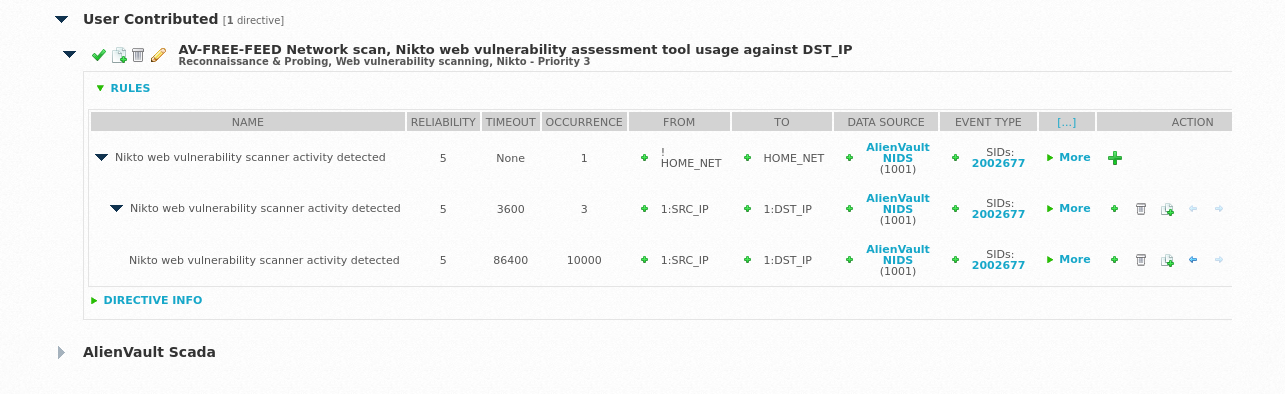 User Contributed [1 directive]
AV-FREE-FEED Network scan, Nikto web vulnerability assessment tool usage against DST_IP
Reconnaissance & Probing, Web vulnerability scanning, Nikto - Priority 3
RULES
NAME RELIABILITY TIMEOUT OCCURRENCE FROM TO DATA SOURCE EVENT TYPE [...] ACTION
Nikto web vulnerability scanner activity detected 5 None 1 ! HOME_NET HOME_NET AlienVault NIDS (1001) SIDs: 2002677 More
Nikto web vulnerability scanner activity detected 5 3600 3 1:SRC_IP 1:DST_IP AlienVault NIDS (1001) SIDs: 2002677 More
Nikto web vulnerability scanner activity detected 5 86400 10000 1:SRC_IP 1:DST_IP AlienVault NIDS (1001) SIDs: 2002677 More
DIRECTIVE INFO
AlienVault Scada